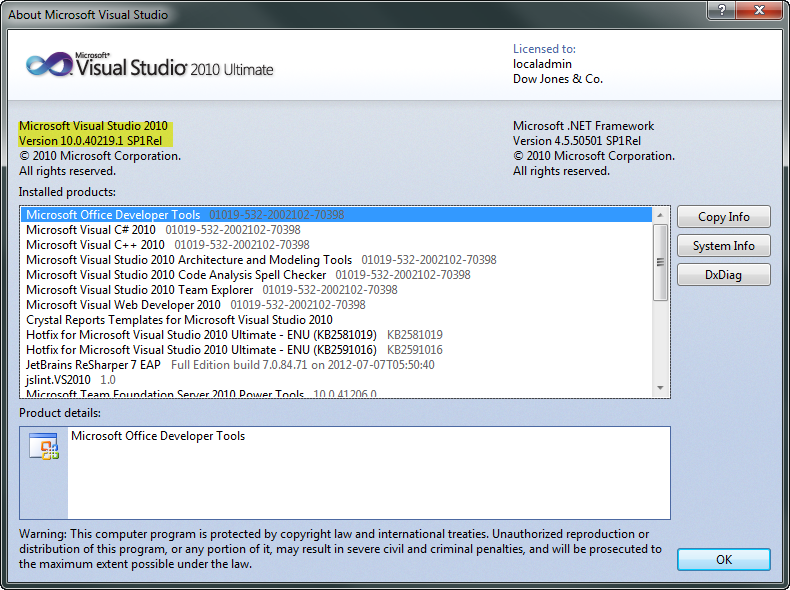 About Microsoft Visual Studio
Microsoft®
Visual Studio® 2010 Ultimate
Licensed to:
localadmin
Dow Jones & Co.
Microsoft Visual Studio 2010
Version 10.0.40219.1 SP1Rel
© 2010 Microsoft Corporation.
All rights reserved.
Microsoft .NET Framework
Version 4.5.50501 SP1Rel
© 2010 Microsoft Corporation.
All rights reserved.
Installed products:
Microsoft Office Developer Tools 01019-532-2002102-70398
Microsoft Visual C# 2010 01019-532-2002102-70398
Microsoft Visual C++ 2010 01019-532-2002102-70398
Microsoft Visual Studio 2010 Architecture and Modeling Tools 01019-532-2002102-70398
Microsoft Visual Studio 2010 Code Analysis Spell Checker 01019-532-2002102-70398
Microsoft Visual Studio 2010 Team Explorer 01019-532-2002102-70398
Microsoft Visual Web Developer 2010 01019-532-2002102-70398
Crystal Reports Templates for Microsoft Visual Studio 2010
Hotfix for Microsoft Visual Studio 2010 Ultimate - ENU (KB2581019) KB2581019
Hotfix for Microsoft Visual Studio 2010 Ultimate - ENU (KB2591016) KB2591016
JetBrains ReSharper 7 EAP Full Edition build 7.0.84.71 on 2012-07-07T05:50:40
jslint.VS2010 1.0
Microsoft Team Foundation Server 2010 Power Tools 10.0.41206.0
Copy Info
System Info
DxDiag
Product details:
Microsoft Office Developer Tools
Warning: This computer program is protected by copyright law and international treaties. Unauthorized reproduction or
distribution of this program, or any portion of it, may result in severe civil and criminal penalties, and will be prosecuted to
the maximum extent possible under the law.
OK